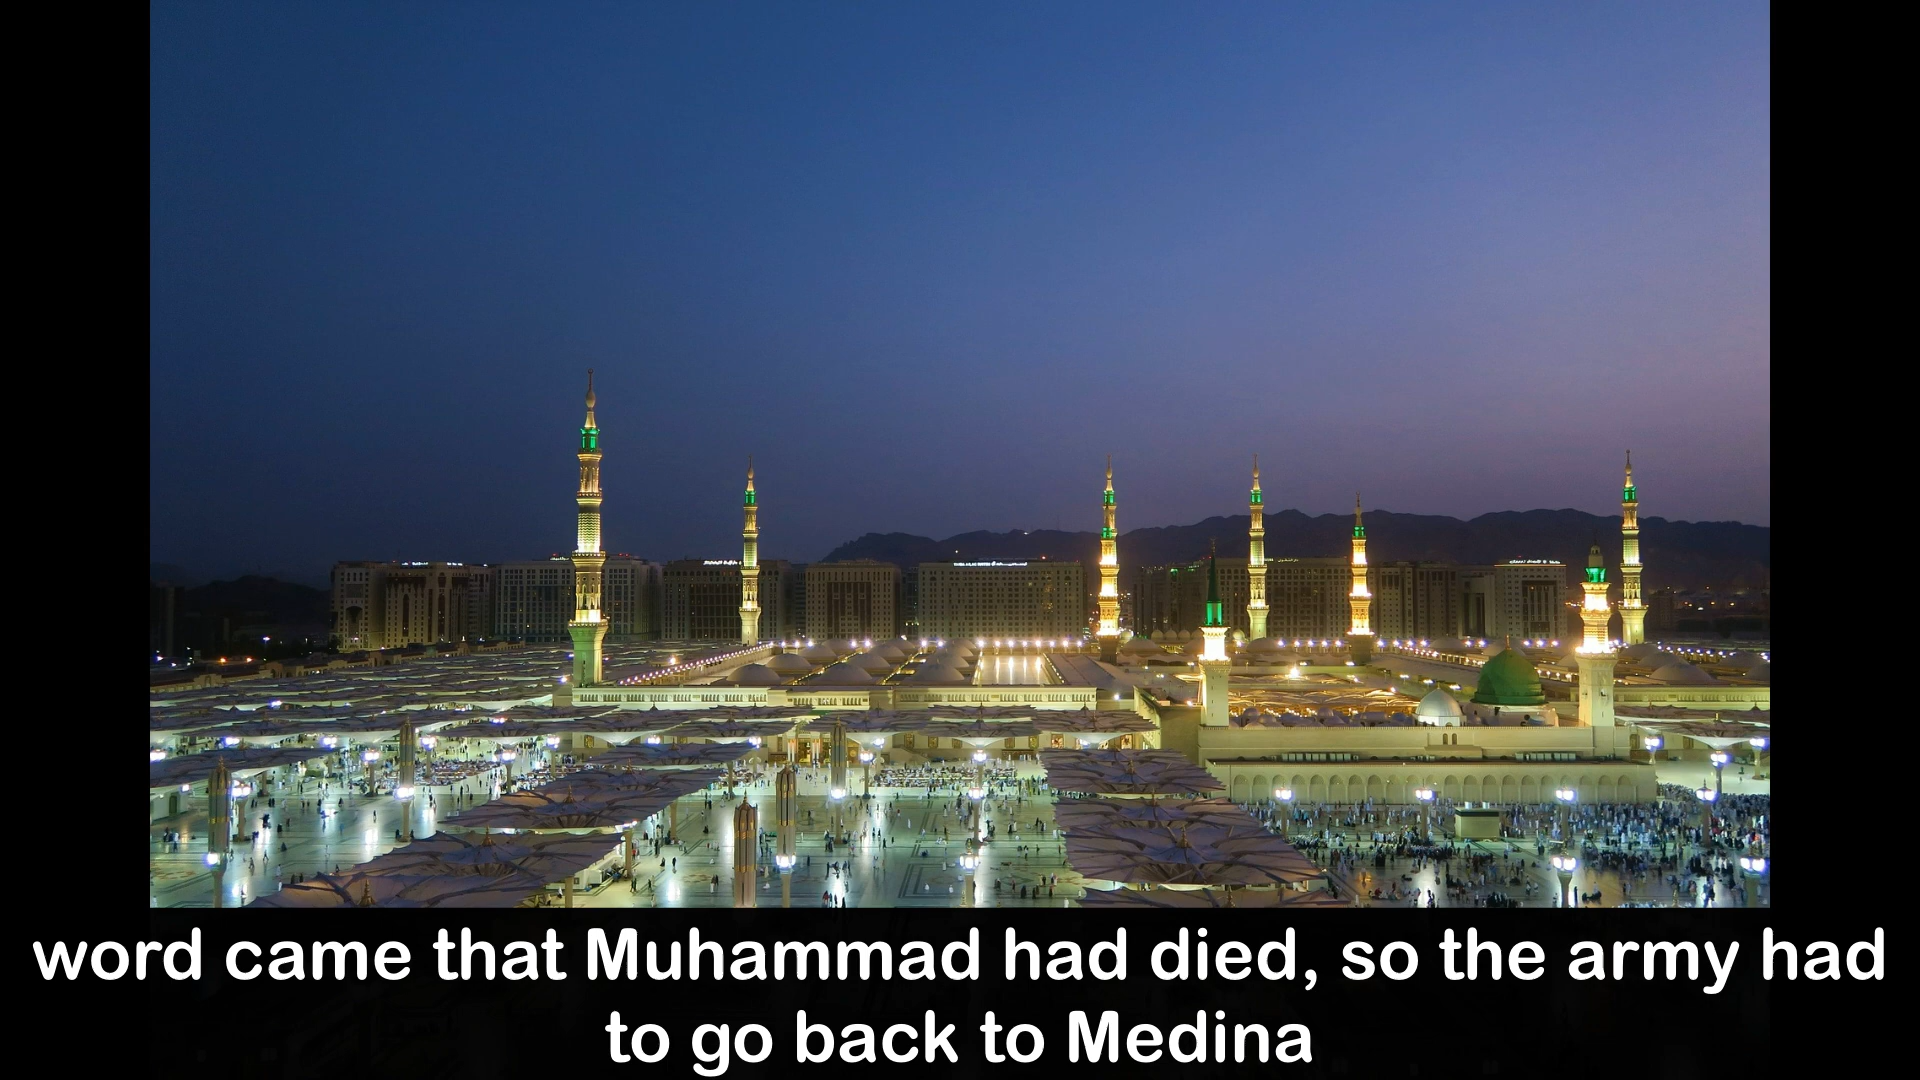 word came that Muhammad had died, so the army had
to go back to Medina